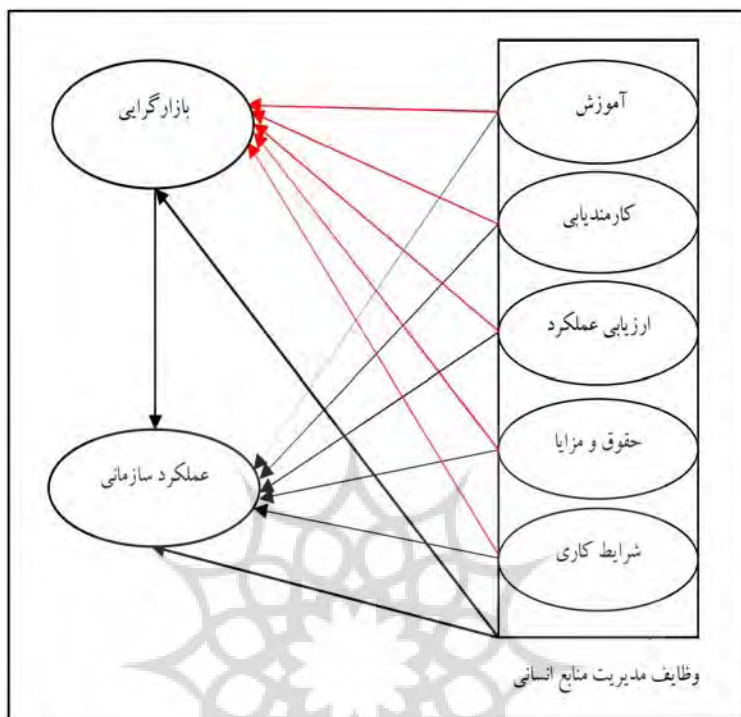 بازارگرایی
آموزش
کارمندیابی
ارزیابی عملکرد
حقوق و مزایا
عملکرد سازمانی
شرایط کاری
وظایف مدیریت منابع انسانی